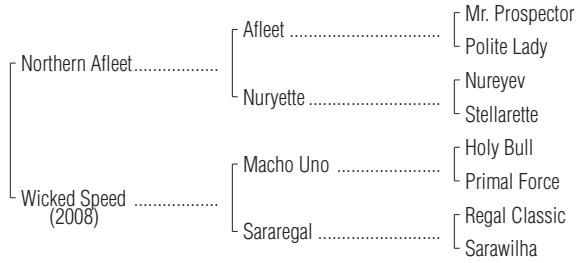 Mr. Prospector
Afleet
Polite Lady
Northern Afleet
Nureyev
Nuryette
Stellarette
Holy Bull
Macho Uno
Primal Force
Wicked Speed
(2008)
Regal Classic
Sararegal
Sarawilha